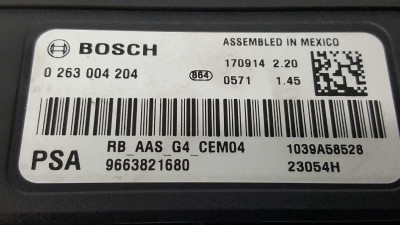 BOSCH
ASSEMBLED IN MEXICO
0 263 004 204
864
170914 2.20
0571 1.45
PSA
RB_AAS_G4_CEM04
1039A58528
9663821680
23054H